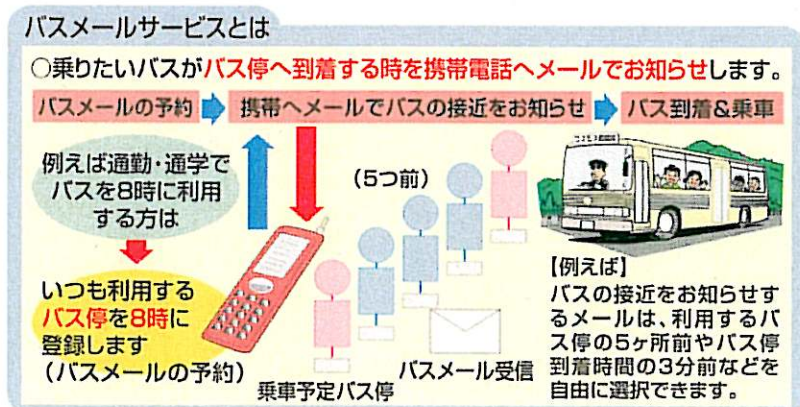 バスメールサービスとは
○乗りたいバスがバス停へ到着する時を携帯電話へメールでお知らせします。
バスメールの予約
携帯へメールでバスの接近をお知らせ
バス到着&乗車
例えば通勤・通学で
バスを8時に利用
する方は
いつも利用する
バス停を8時に
登録します
(バスメールの予約)
(5つ前)
乗車予定バス停
バスメール受信
【例えば】
バスの接近をお知らせす
るメールは、利用するバ
ス停の5ヶ所前やバス停
到着時間の3分前などを
自由に選択できます。